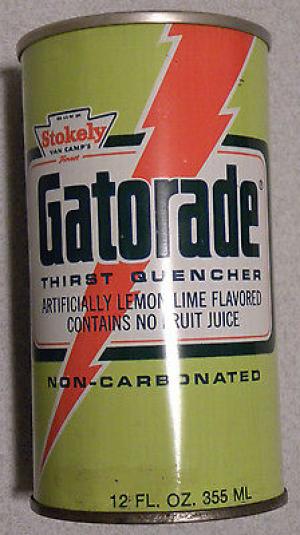 Stokely
VAN CAMP'S
Finest
Gatorade®
THIRST QUENCHER
ARTIFICIALLY LEMON LIME FLAVORED
CONTAINS NO FRUIT JUICE
NON-CARBONATED
12 FL. OZ. 355 ML